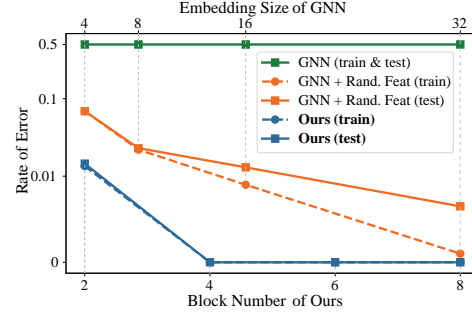 Embedding Size of GNN
4 8 16 32
0.5
0.1
0.01
0
Rate of Error
GNN (train & test)
GNN + Rand. Feat (train)
GNN + Rand. Feat (test)
Ours (train)
Ours (test)
2 4 6 8
Block Number of Ours